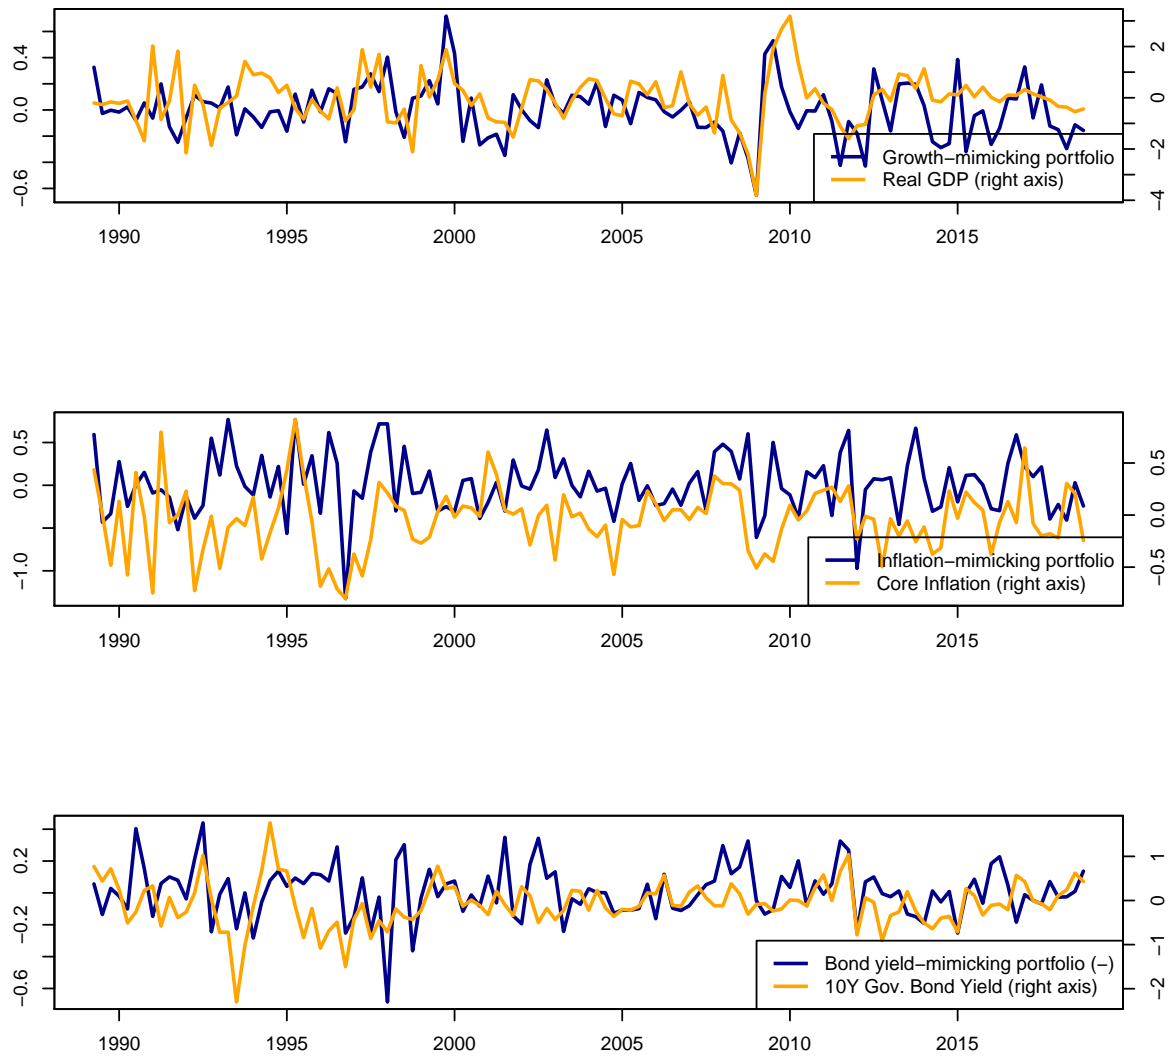 0.4
0.0
−0.6
2
0
−2
−4
Growth−mimicking portfolio
Real GDP (right axis)
1990 1995 2000 2005 2010 2015
0.5
0.0
−1.0
0.5
0.0
−0.5
Inflation−mimicking portfolio
Core Inflation (right axis)
1990 1995 2000 2005 2010 2015
0.2
−0.2
−0.6
1
0
−1
−2
Bond yield−mimicking portfolio (−)
10Y Gov. Bond Yield (right axis)
1990 1995 2000 2005 2010 2015